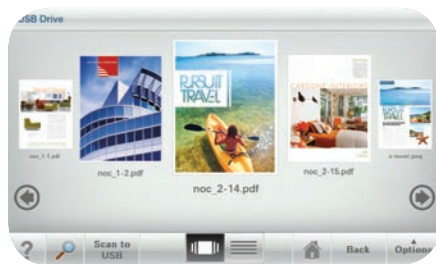 USB Drive
PURSUIT
TRAVEL
noc_1-1.pdf
noc_1-2.pdf
noc_2-14.pdf
noc_2-15.pdf
?
Scan to
USB
Back
Options